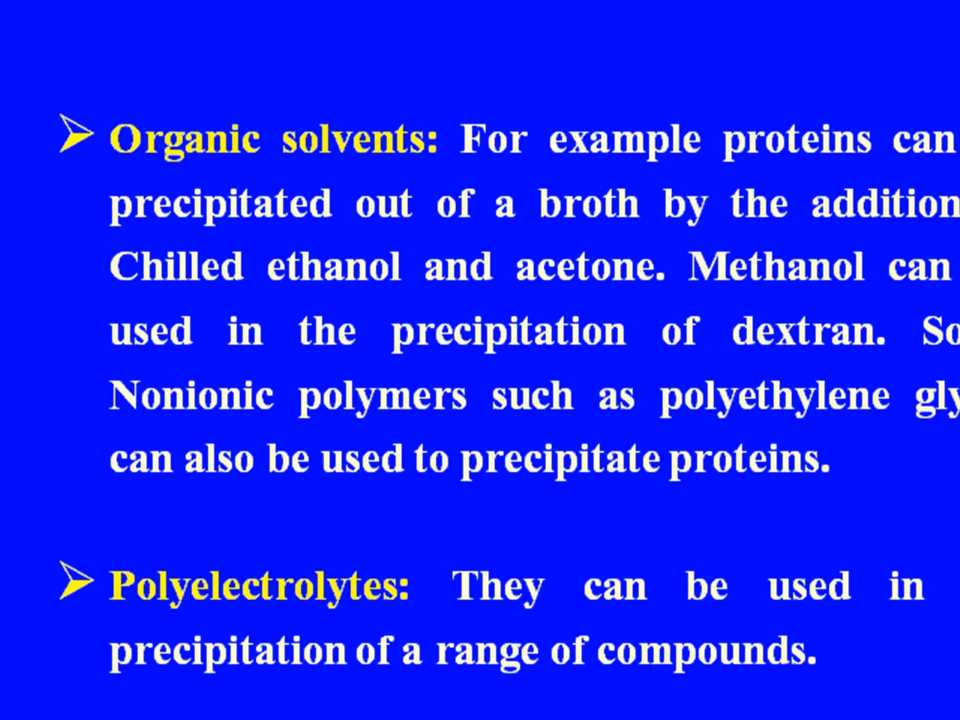 Organic solvents: For example proteins can
precipitated out of a broth by the addition
Chilled ethanol and acetone. Methanol can
used in the precipitation of dextran. So
Nonionic polymers such as polyethylene gly
can also be used to precipitate proteins.
Polyelectrolytes: They can be used in
precipitation of a range of compounds.